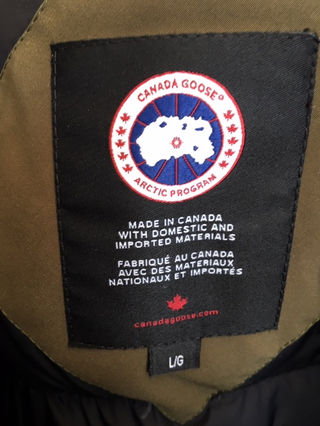 CANADA GOOSE®
ARCTIC PROGRAM
MADE IN CANADA
WITH DOMESTIC AND
IMPORTED MATERIALS
FABRIQUÉ AU CANADA
AVEC DES MATERIAUX
NATIONAUX ET IMPORTÉS
canadagoose.com
L/G